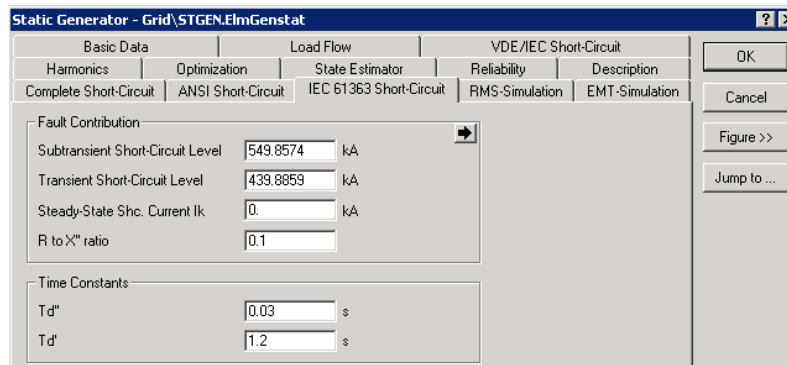 Static Generator - Grid\STGEN.ElmGenstat ? X
Basic Data Load Flow VDE/IEC Short-Circuit
Harmonics Optimization State Estimator Reliability Description
Complete Short-Circuit ANSI Short-Circuit IEC 61363 Short-Circuit RMS-Simulation EMT-Simulation
OK
Cancel
Figure >>
Jump to ...
Fault Contribution
Subtransient Short-Circuit Level 549.8574 kA
Transient Short-Circuit Level 439.8859 kA
Steady-State Shc. Current Ik 0. kA
R to X" ratio 0.1
Time Constants
Td" 0.03 s
Td' 1.2 s